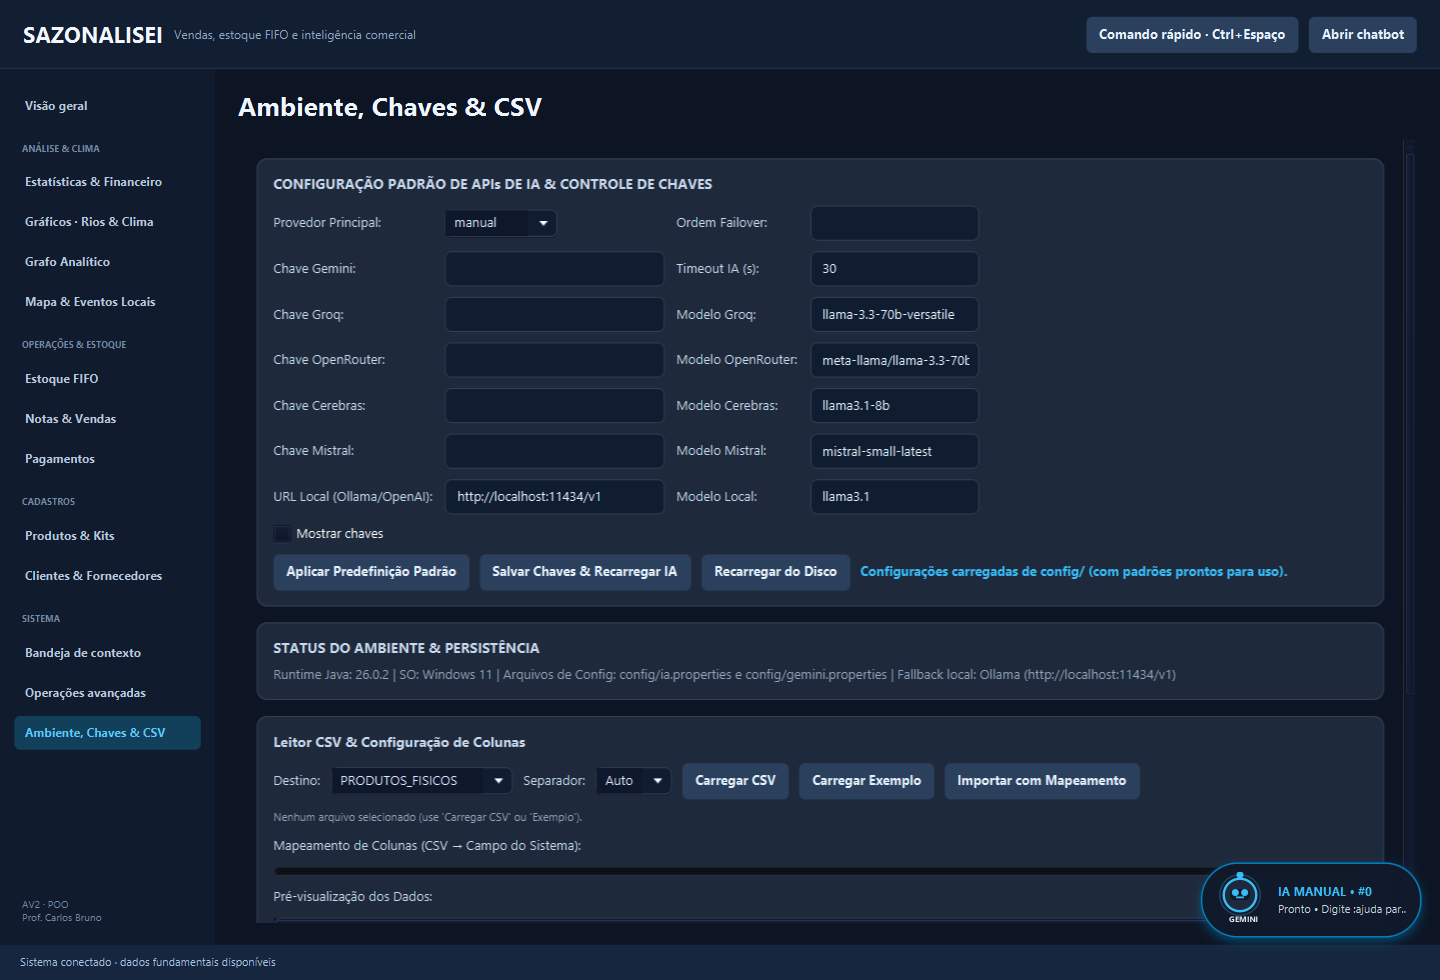 SAZONALISEI
Vendas, estoque FIFO e inteligência comercial
Comando rápido · Ctrl+Espaço
Abrir chatbot
Visão geral
ANÁLISE & CLIMA
Estatísticas & Financeiro
Gráficos · Rios & Clima
Grafo Analítico
Mapa & Eventos Locais
OPERAÇÕES & ESTOQUE
Estoque FIFO
Notas & Vendas
Pagamentos
CADASTROS
Produtos & Kits
Clientes & Fornecedores
SISTEMA
Bandeja de contexto
Operações avançadas
Ambiente, Chaves & CSV
AV2 · POO
Prof. Carlos Bruno
Ambiente, Chaves & CSV
CONFIGURAÇÃO PADRÃO DE APIs DE IA & CONTROLE DE CHAVES
Provedor Principal: manual Ordem Failover:
Chave Gemini: Timeout IA (s): 30
Chave Groq: Modelo Groq: llama-3.3-70b-versatile
Chave OpenRouter: Modelo OpenRouter: meta-llama/llama-3.3-70b
Chave Cerebras: Modelo Cerebras: llama3.1-8b
Chave Mistral: Modelo Mistral: mistral-small-latest
URL Local (Ollama/OpenAI): http://localhost:11434/v1 Modelo Local: llama3.1
Mostrar chaves
Aplicar Predefinição Padrão Salvar Chaves & Recarregar IA Recarregar do Disco Configurações carregadas de config/ (com padrões prontos para uso).
STATUS DO AMBIENTE & PERSISTÊNCIA
Runtime Java: 26.0.2 | SO: Windows 11 | Arquivos de Config: config/ia.properties e config/gemini.properties | Fallback local: Ollama (http://localhost:11434/v1)
Leitor CSV & Configuração de Colunas
Destino: PRODUTOS_FISICOS Separador: Auto Carregar CSV Carregar Exemplo Importar com Mapeamento
Nenhum arquivo selecionado (use 'Carregar CSV' ou 'Exemplo').
Mapeamento de Colunas (CSV → Campo do Sistema):
Pré-visualização dos Dados:
GEMINI
IA MANUAL • #0
Pronto • Digite :ajuda par..
Sistema conectado · dados fundamentais disponíveis